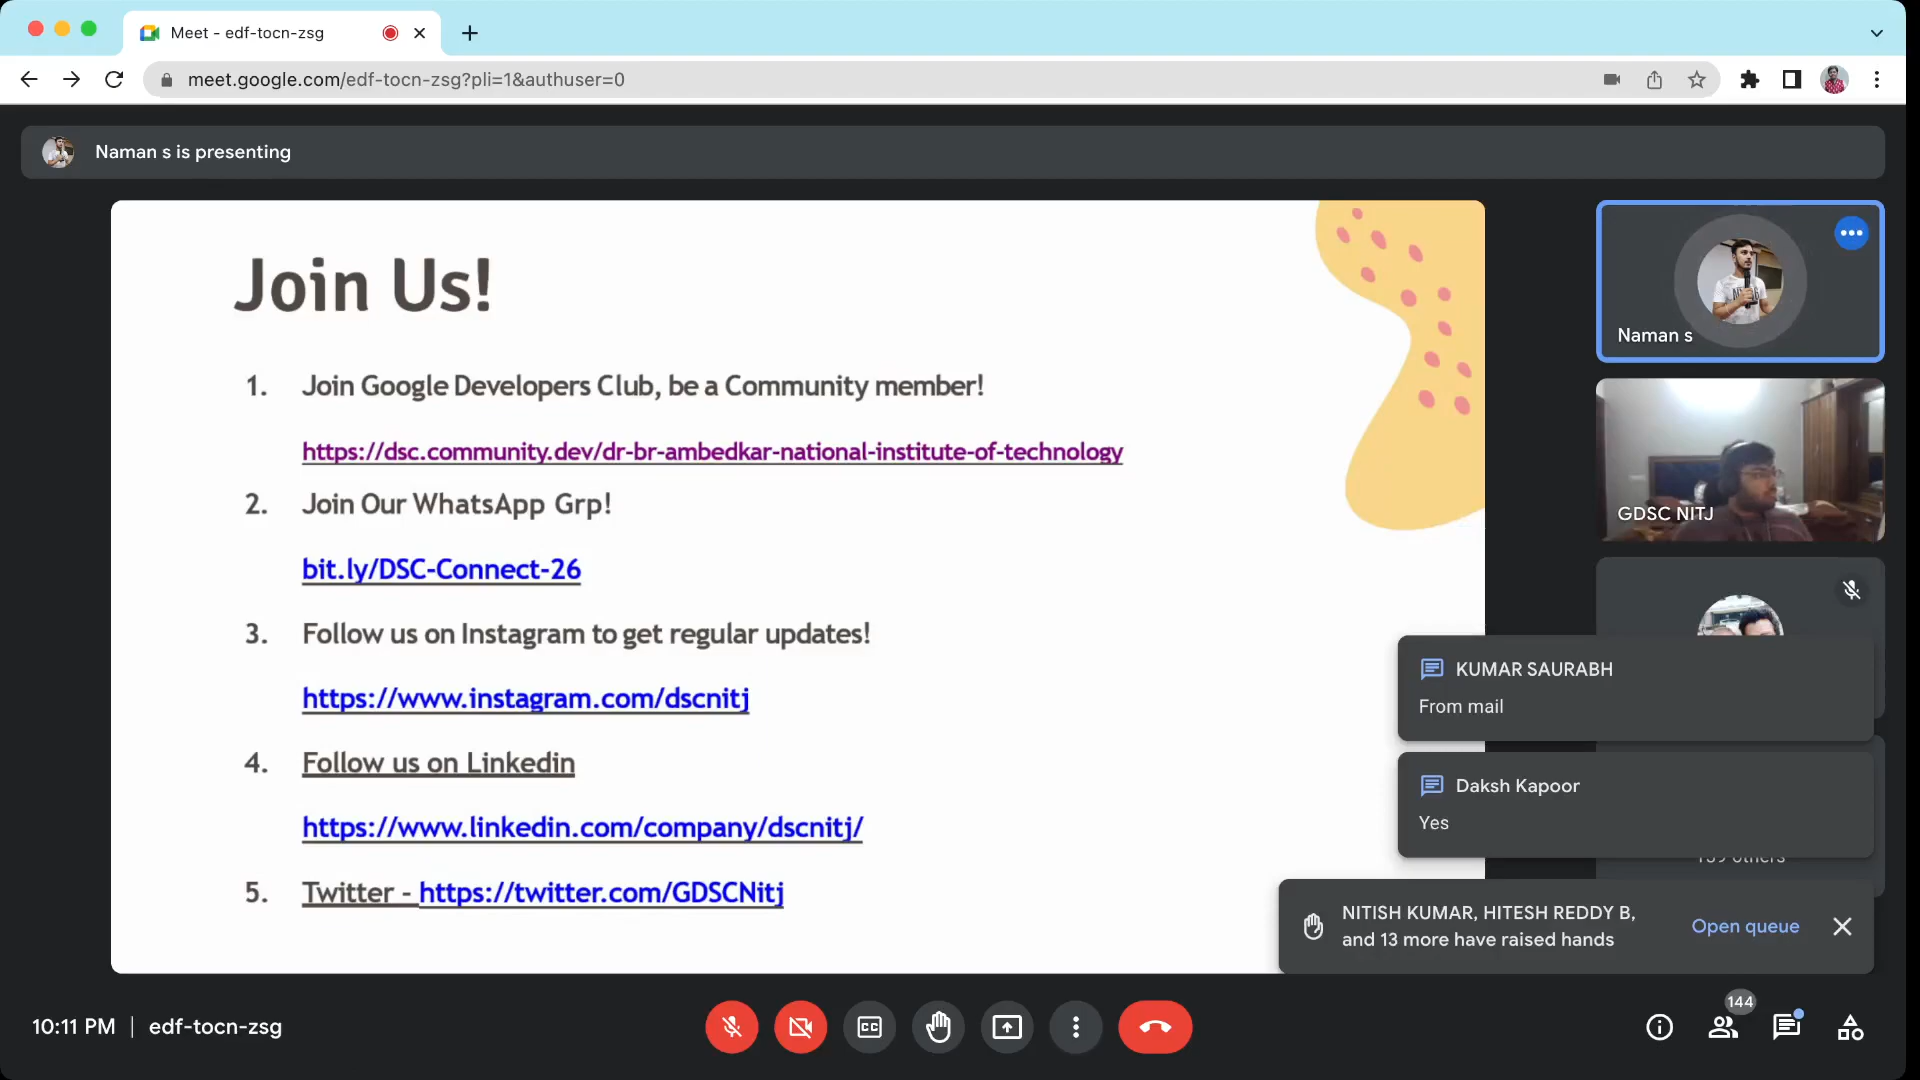 Meet - edf-tocn-zsg
meet.google.com/edf-tocn-zsg?pli=1&authuser=0
Naman s is presenting
Join Us!
1. Join Google Developers Club, be a Community member!
https://dsc.community.dev/dr-br-ambedkar-national-institute-of-technology
2. Join Our WhatsApp Grp!
bit.ly/DSC-Connect-26
3. Follow us on Instagram to get regular updates!
https://www.instagram.com/dscnitj
4. Follow us on Linkedin
https://www.linkedin.com/company/dscnitj/
5. Twitter - https://twitter.com/GDSCNitj
Naman s
GDSC NITJ
KUMAR SAURABH
From mail
Daksh Kapoor
Yes
NITISH KUMAR, HITESH REDDY B,
and 13 more have raised hands
Open queue
10:11 PM | edf-tocn-zsg
CC
144